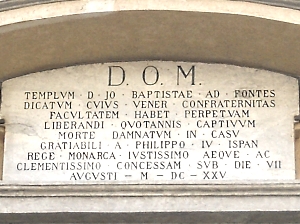 D. O. M.
TEMPLVM · D · JO · BAPTISTAE · AD · FONTES
DICATVM · CVIVS · VENER · CONFRATERNITAS
FACVLTATEM · HABET · PERPETVAM
LIBERANDI · QVOTANNIS · CAPTIVVM
MORTE · DAMNATVM · IN · CASV
GRATIABILI · A · PHILIPPO · IV · ISPAN
REGE · MONARCA · IVSTISSIMO · AEQVE · AC
CLEMENTISSIMO · CONCESSAM · SVB · DIE · VII
AVGVSTI — M — DC — XXV